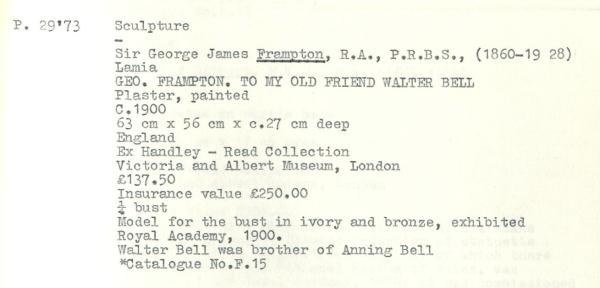 P. 29'73 Sculpture
-
Sir George James Frampton, R.A., P.R.B.S., (1860-19 28)
Lamia
GEO. FRAMPTON. TO MY OLD FRIEND WALTER BELL
Plaster, painted
C.1900
63 cm x 56 cm x c.27 cm deep
England
Ex Handley - Read Collection
Victoria and Albert Museum, London
£137.50
Insurance value £250.00
½ bust
Model for the bust in ivory and bronze, exhibited
Royal Academy, 1900.
Walter Bell was brother of Anning Bell
*Catalogue No.F.15